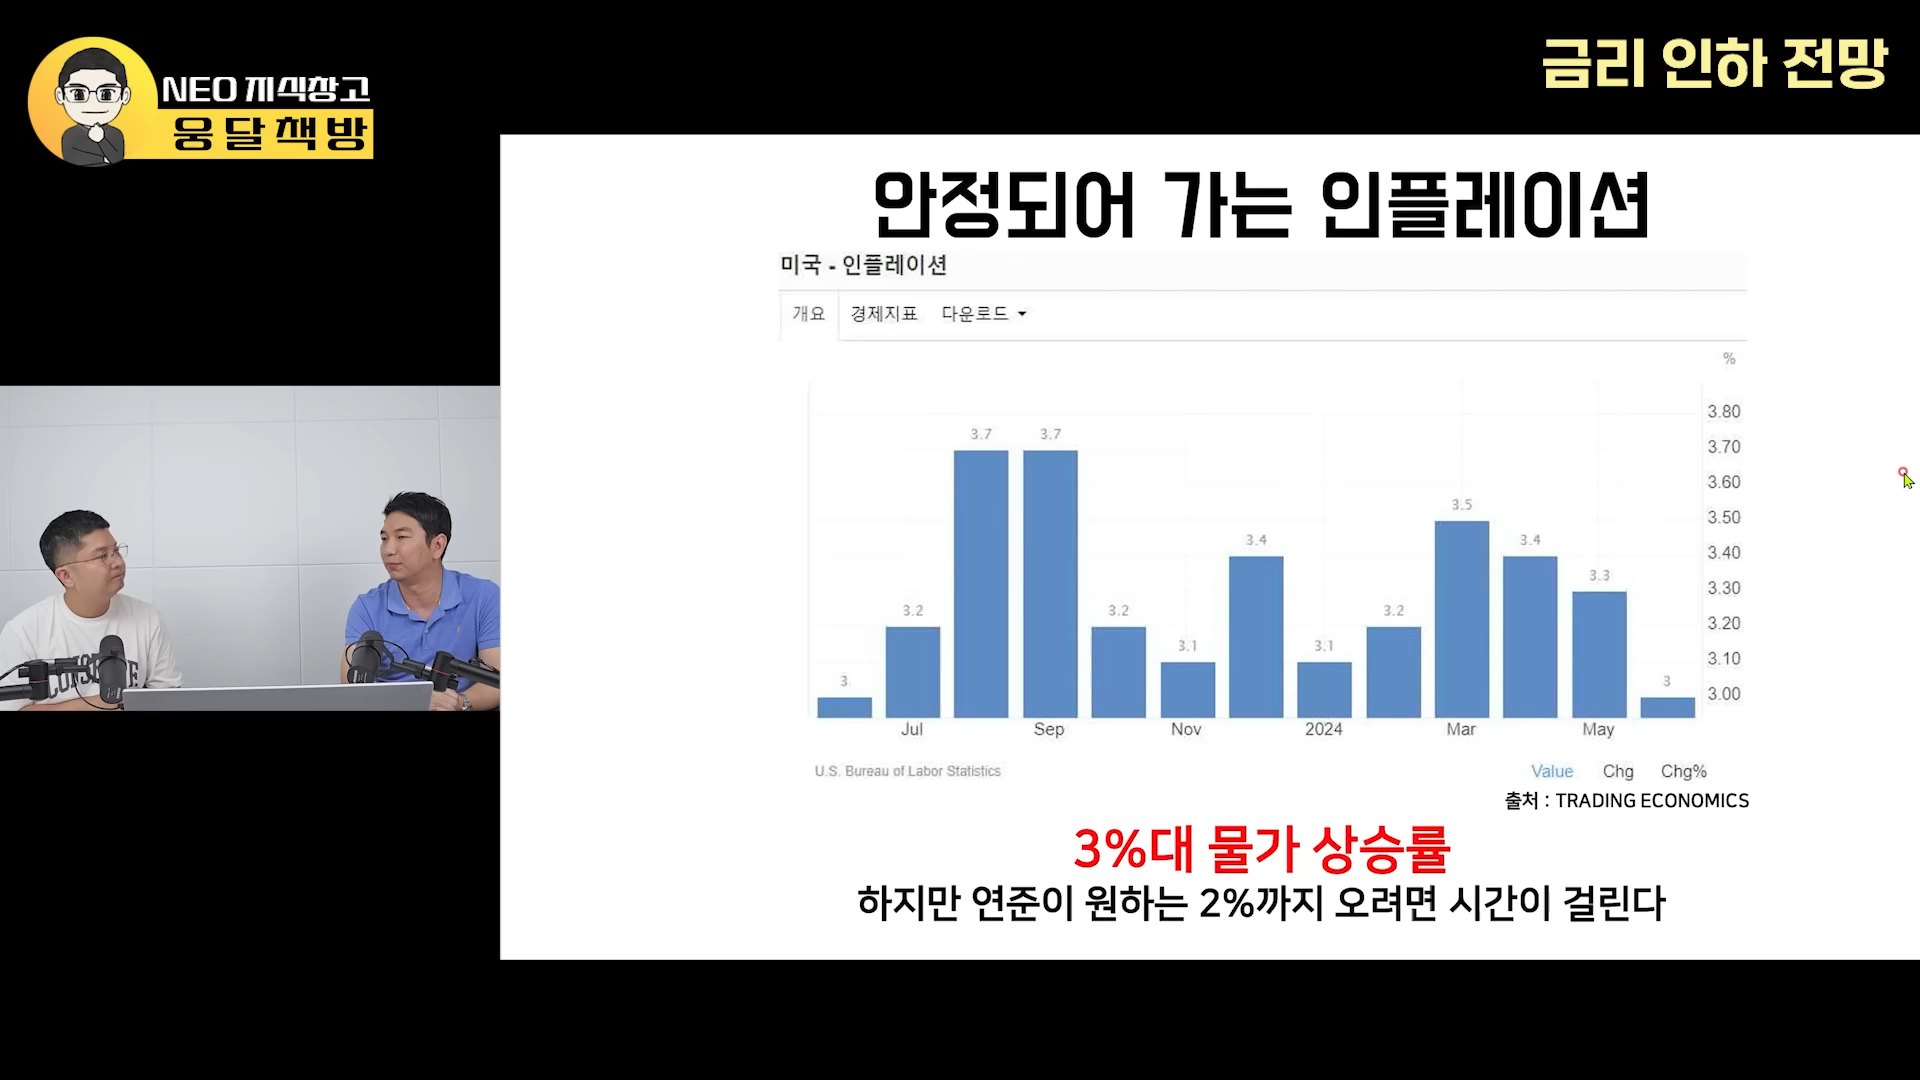 NEO 지식창고
웅달책방
금리 인하 전망
안정되어 가는 인플레이션
미국 - 인플레이션
개요 경제지표 다운로드
%
3.80
3.70
3.60
3.50
3.40
3.30
3.20
3.10
3.00
3 3.2 3.7 3.7 3.2 3.1 3.4 3.1 3.2 3.5 3.4 3.3 3
Jul Sep Nov 2024 Mar May
U.S. Bureau of Labor Statistics
Value Chg Chg%
출처 : TRADING ECONOMICS
3%대 물가 상승률
하지만 연준이 원하는 2%까지 오려면 시간이 걸린다